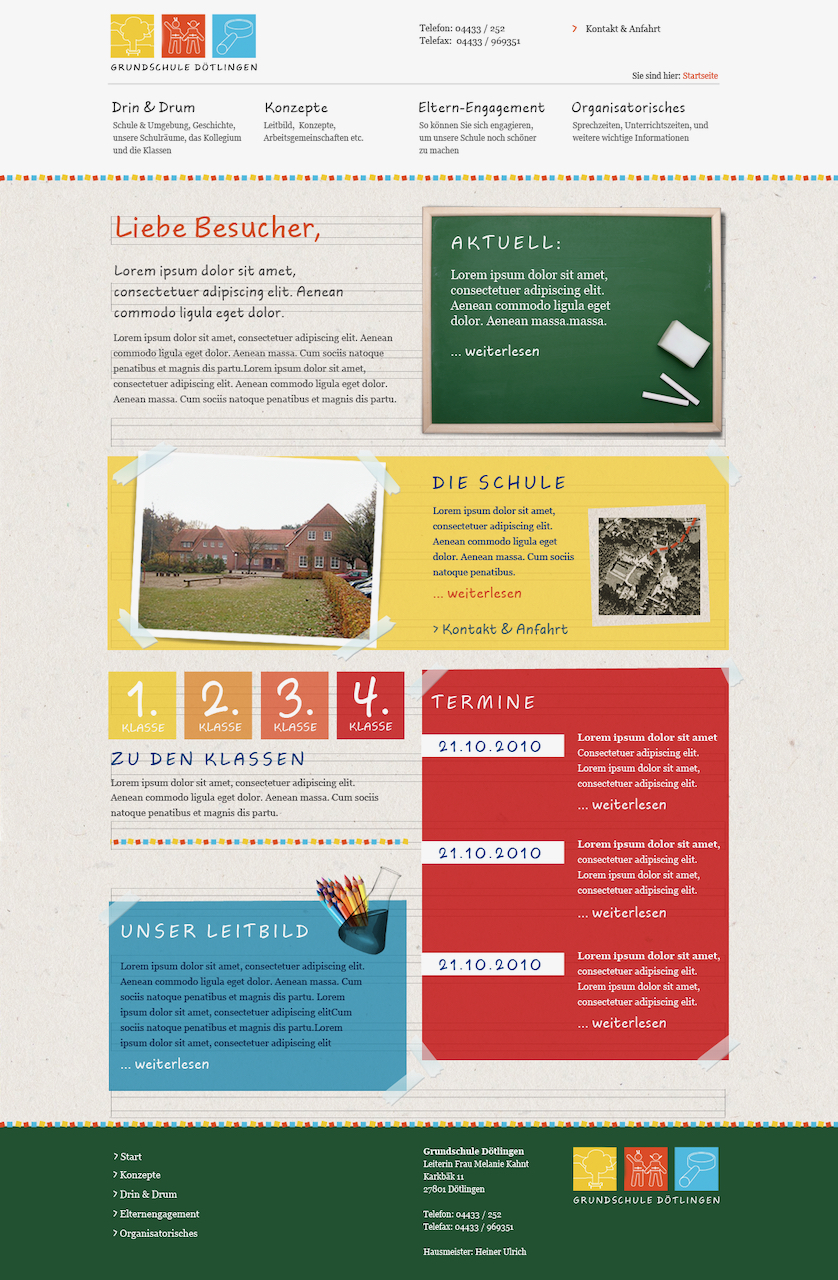 GRUNDSCHULE DÖTLINGEN
Telefon: 04433 / 252
Telefax: 04433 / 969351
Kontakt & Anfahrt
Sie sind hier: Startseite
Drin & Drum
Schule & Umgebung, Geschichte,
unsere Schulräume, das Kollegium
und die Klassen
Konzepte
Leitbild, Konzepte,
Arbeitsgemeinschaften etc.
Eltern-Engagement
So können Sie sich engagieren,
um unsere Schule noch schöner
zu machen
Organisatorisches
Sprechzeiten, Unterrichtszeiten, und
weitere wichtige Informationen
Liebe Besucher,
Lorem ipsum dolor sit amet,
consectetuer adipiscing elit. Aenean
commodo ligula eget dolor.
Lorem ipsum dolor sit amet, consectetuer adipiscing elit. Aenean
commodo ligula eget dolor. Aenean massa. Cum sociis natoque
penatibus et magnis dis partu.Lorem ipsum dolor sit amet,
consectetuer adipiscing elit. Aenean commodo ligula eget dolor.
Aenean massa. Cum sociis natoque penatibus et magnis dis partu.
AKTUELL:
Lorem ipsum dolor sit amet,
consectetuer adipiscing elit.
Aenean commodo ligula eget
dolor. Aenean massa.massa.
... weiterlesen
DIE SCHULE
Lorem ipsum dolor sit amet,
consectetuer adipiscing elit.
Aenean commodo ligula eget
dolor. Aenean massa. Cum sociis
natoque penatibus.
... weiterlesen
Kontakt & Anfahrt
1.
KLASSE
2.
KLASSE
3.
KLASSE
4.
KLASSE
ZU DEN KLASSEN
Lorem ipsum dolor sit amet, consectetuer adipiscing elit.
Aenean commodo ligula eget dolor. Aenean massa. Cum sociis
natoque penatibus et magnis dis partu.
TERMINE
21.10.2010
Lorem ipsum dolor sit amet
Consectetuer adipiscing elit.
Lorem ipsum dolor sit amet,
consectetuer adipiscing elit.
... weiterlesen
21.10.2010
Lorem ipsum dolor sit amet,
consectetuer adipiscing elit.
Lorem ipsum dolor sit amet,
consectetuer adipiscing elit.
... weiterlesen
21.10.2010
Lorem ipsum dolor sit amet,
consectetuer adipiscing elit.
Lorem ipsum dolor sit amet,
consectetuer adipiscing elit.
... weiterlesen
UNSER LEITBILD
Lorem ipsum dolor sit amet, consectetuer adipiscing elit.
Aenean commodo ligula eget dolor. Aenean massa. Cum
sociis natoque penatibus et magnis dis partu. Lorem
ipsum dolor sit amet, consectetuer adipiscing elitCum
sociis natoque penatibus et magnis dis partu.Lorem
ipsum dolor sit amet, consectetuer adipiscing elit
... weiterlesen
Start
Konzepte
Drin & Drum
Elternengagement
Organisatorisches
Grundschule Dötlingen
Leiterin Frau Melanie Kahnt
Karkbäk 11
27801 Dötlingen
Telefon: 04433 / 252
Telefax: 04433 / 969351
Hausmeister: Heiner Ulrich
GRUNDSCHULE DÖTLINGEN